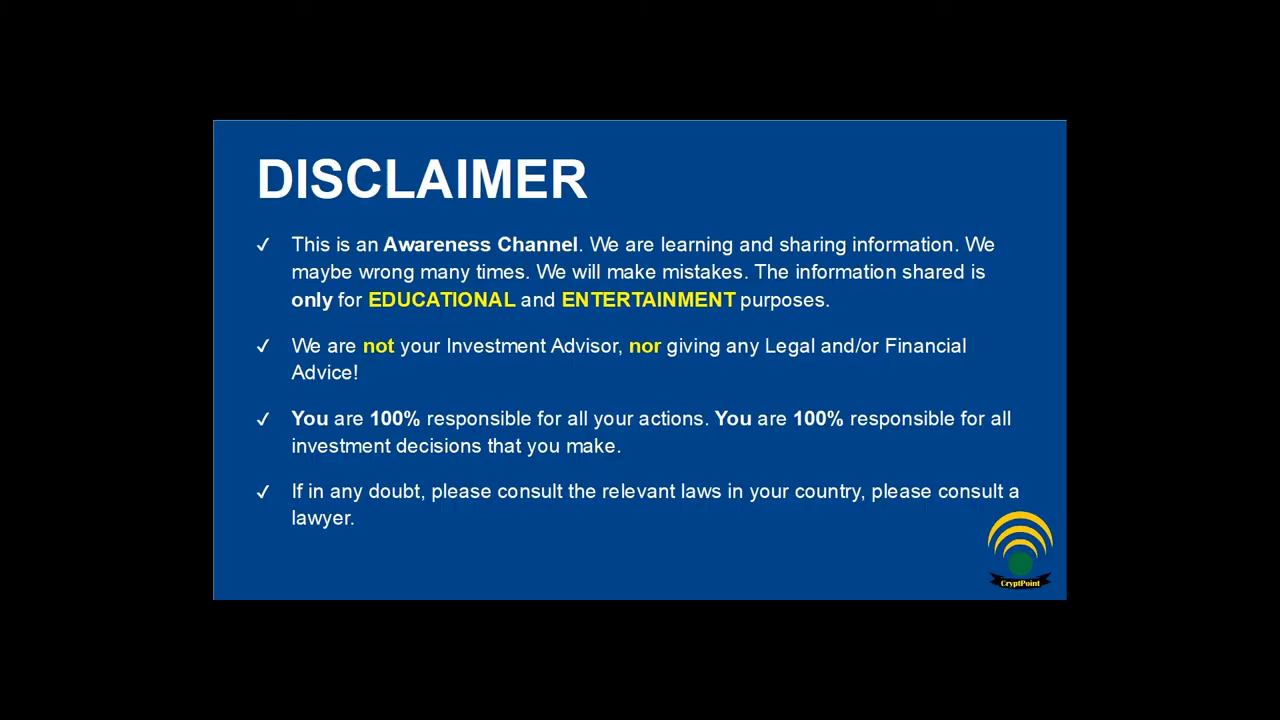 DISCLAIMER
✓ This is an Awareness Channel. We are learning and sharing information. We
maybe wrong many times. We will make mistakes. The information shared is
only for EDUCATIONAL and ENTERTAINMENT purposes.
✓ We are not your Investment Advisor, nor giving any Legal and/or Financial
Advice!
✓ You are 100% responsible for all your actions. You are 100% responsible for all
investment decisions that you make.
✓ If in any doubt, please consult the relevant laws in your country, please consult a
lawyer.
CryptPoint